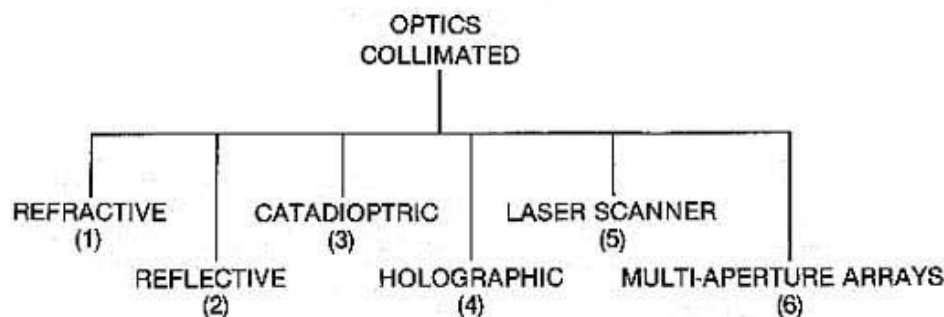 OPTICS
COLLIMATED
REFRACTIVE
(1)
REFLECTIVE
(2)
CATADIOPTRIC
(3)
HOLOGRAPHIC
(4)
LASER SCANNER
(5)
MULTI-APERTURE ARRAYS
(6)